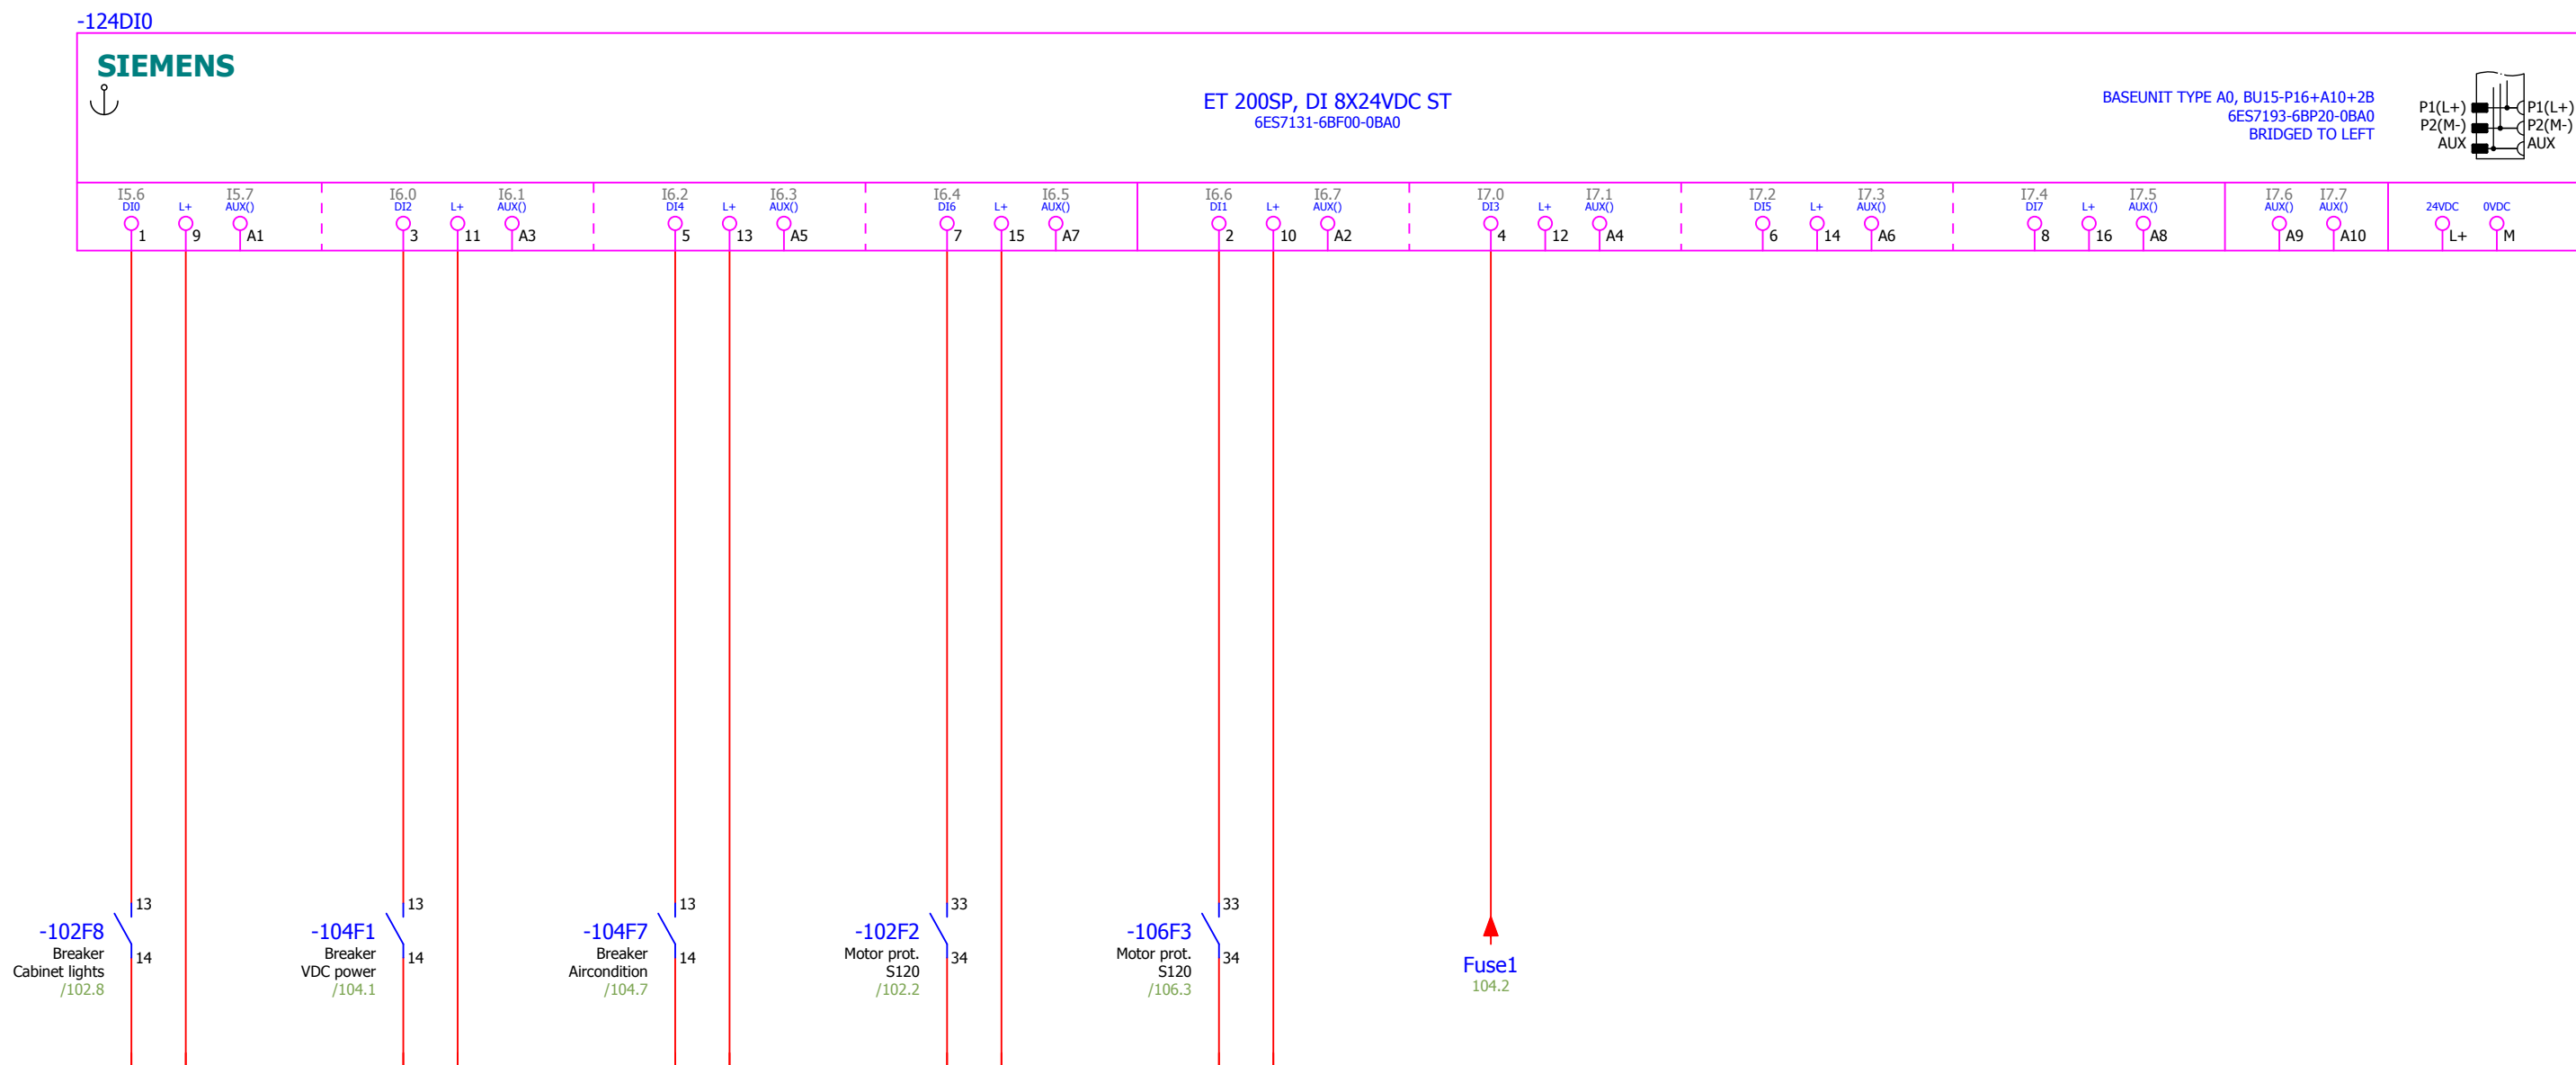 -124DI0
SIEMENS
ET 200SP, DI 8X24VDC ST
6ES7131-6BF00-0BA0
BASEUNIT TYPE A0, BU15-P16+A10+2B
6ES7193-6BP20-0BA0
BRIDGED TO LEFT
P1(L+) P1(L+)
P2(M-) P2(M-)
AUX AUX
I5.6 I5.7 I6.0 I6.1 I6.2 I6.3 I6.4 I6.5 I6.6 I6.7 I7.0 I7.1 I7.2 I7.3 I7.4 I7.5 I7.6 I7.7
DI0 L+ AUX() DI2 L+ AUX() DI4 L+ AUX() DI6 L+ AUX() DI1 L+ AUX() DI3 L+ AUX() DI5 L+ AUX() DI7 L+ AUX() AUX() AUX() 24VDC 0VDC
1 9 A1 3 11 A3 5 13 A5 7 15 A7 2 10 A2 4 12 A4 6 14 A6 8 16 A8 A9 A10 L+ M
13 13 13 33 33
-102F8 -104F1 -104F7 -102F2 -106F3
Breaker Breaker Breaker Motor prot. Motor prot.
14 14 14 34 34
Cabinet lights VDC power Aircondition S120 S120
/102.8 /104.1 /104.7 /102.2 /106.3
Fuse1
104.2